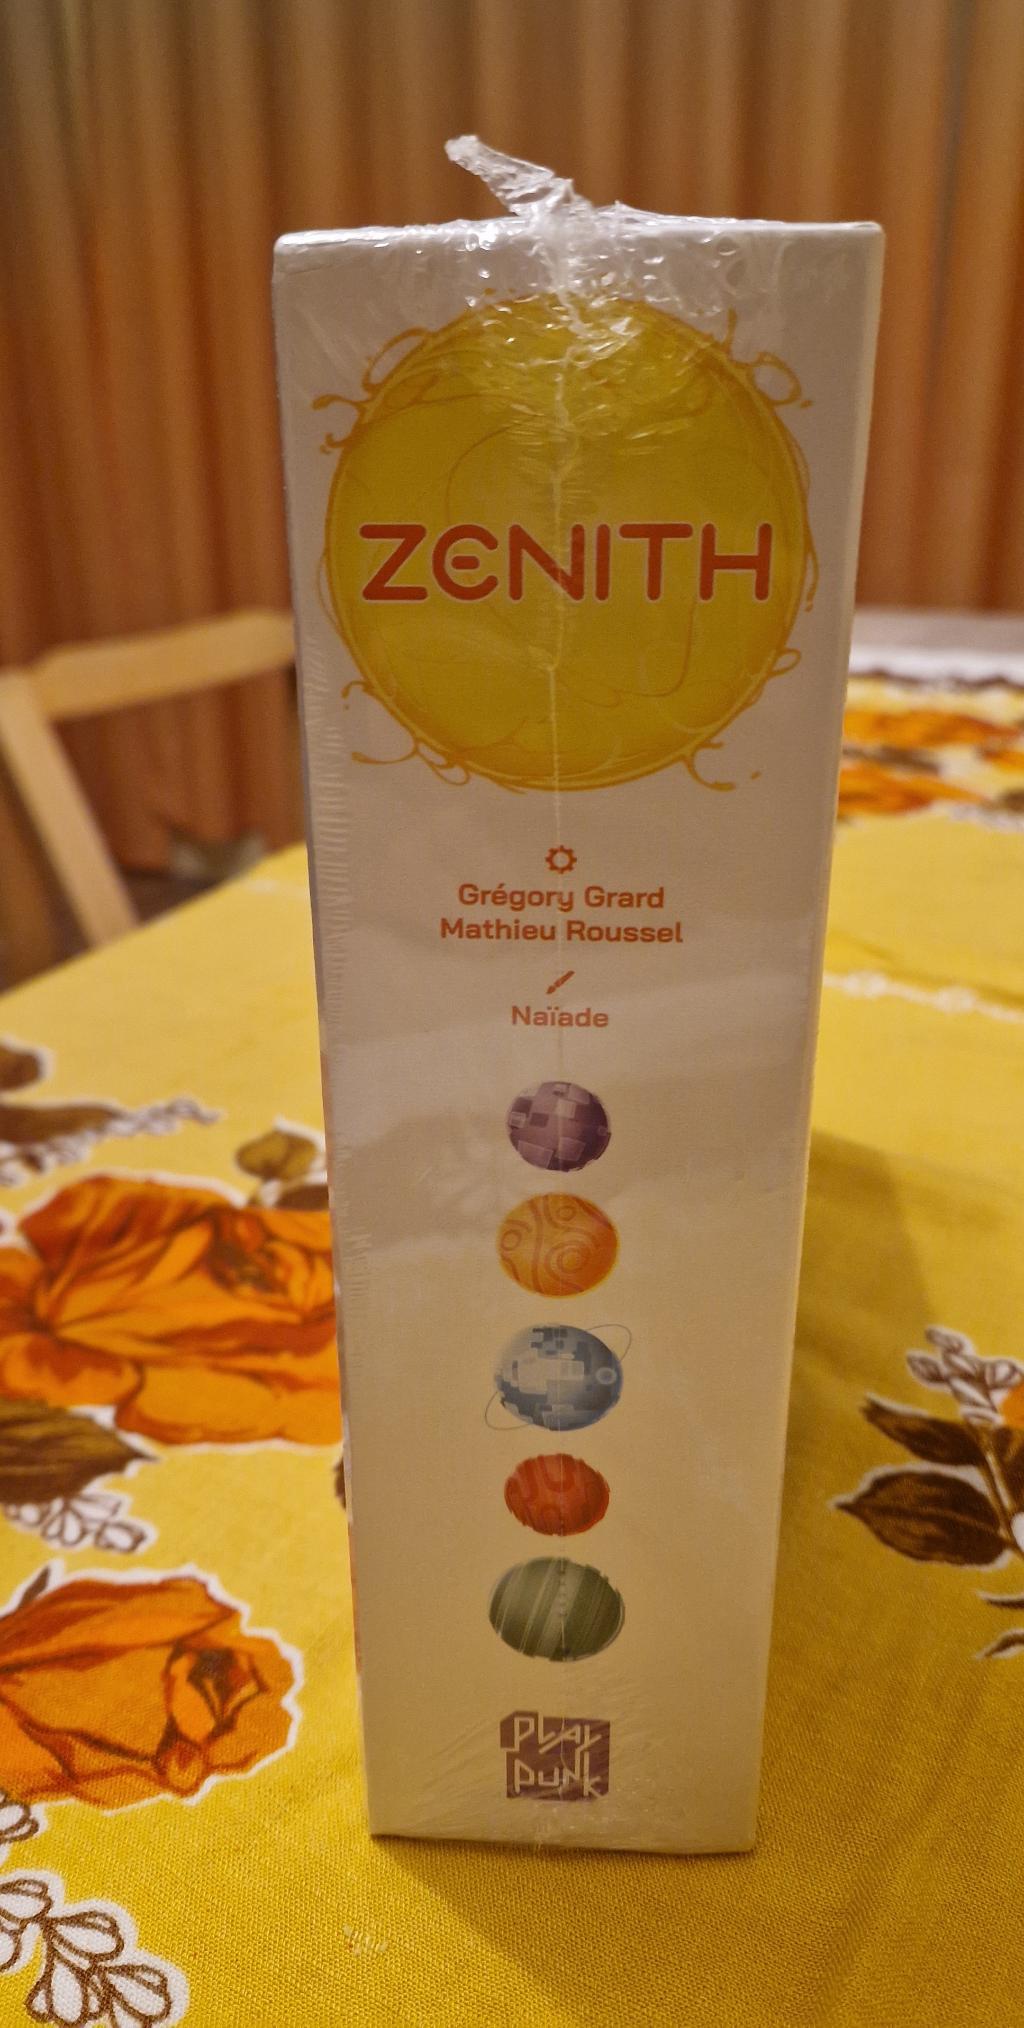 ZENITH
Grégory Grard
Mathieu Roussel
Naïade
PLAY
PUNK